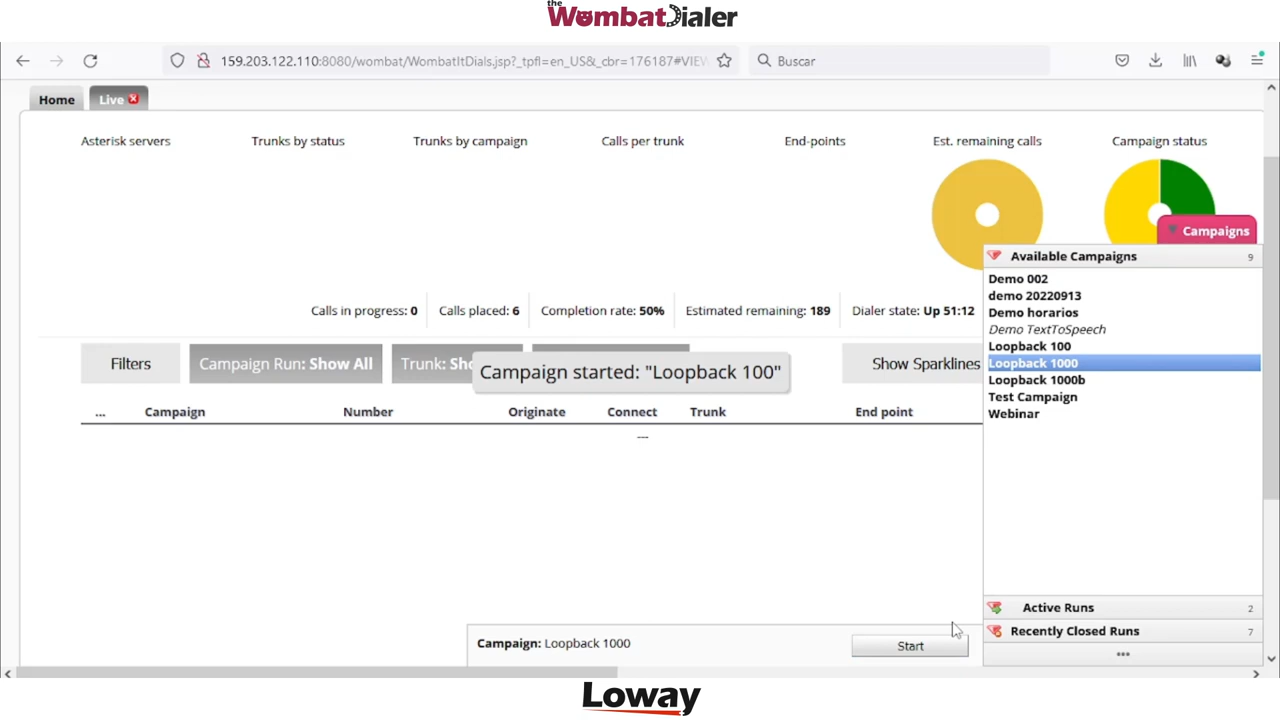 the
WombatDialer
159.203.122.110:8080/wombat/WombatItDials.jsp?_tpfl=en_US&_cbr=176187#VIEW
Buscar
Home
Live
Asterisk servers
Trunks by status
Trunks by campaign
Calls per trunk
End-points
Est. remaining calls
Campaign status
Campaigns
Available Campaigns 9
Demo 002
demo 20220913
Demo horarios
Demo TextToSpeech
Loopback 100
Loopback 1000
Loopback 1000b
Test Campaign
Webinar
Calls in progress: 0
Calls placed: 6
Completion rate: 50%
Estimated remaining: 189
Dialer state: Up 51:12
Filters
Campaign Run: Show All
Trunk: Sho
Campaign started: "Loopback 100"
Show Sparklines
... Campaign Number Originate Connect Trunk End point
---
Active Runs 2
Recently Closed Runs 7
•••
Campaign: Loopback 1000
Start
Loway